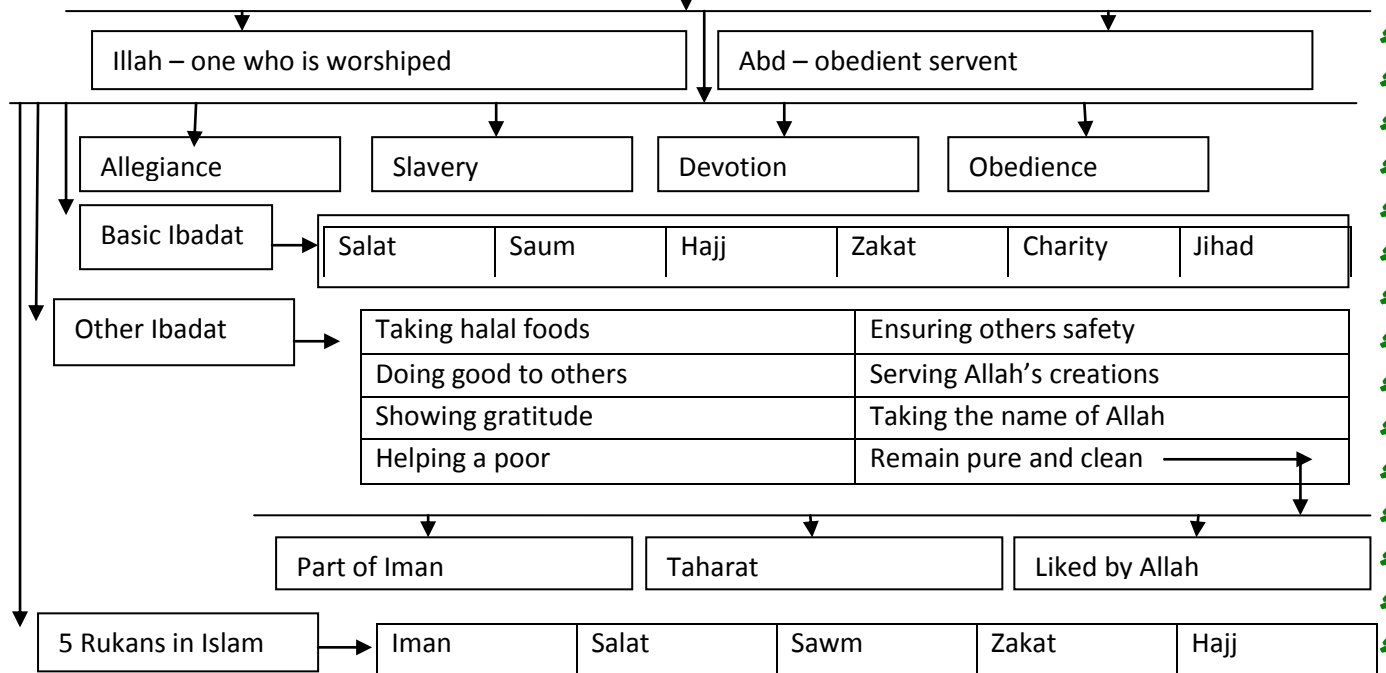 Illah – one who is worshiped
Abd – obedient servent
Allegiance
Slavery
Devotion
Obedience
Basic Ibadat
Salat
Saum
Hajj
Zakat
Charity
Jihad
Other Ibadat
Taking halal foods
Ensuring others safety
Doing good to others
Serving Allah’s creations
Showing gratitude
Taking the name of Allah
Helping a poor
Remain pure and clean
Part of Iman
Taharat
Liked by Allah
5 Rukans in Islam
Iman
Salat
Sawm
Zakat
Hajj